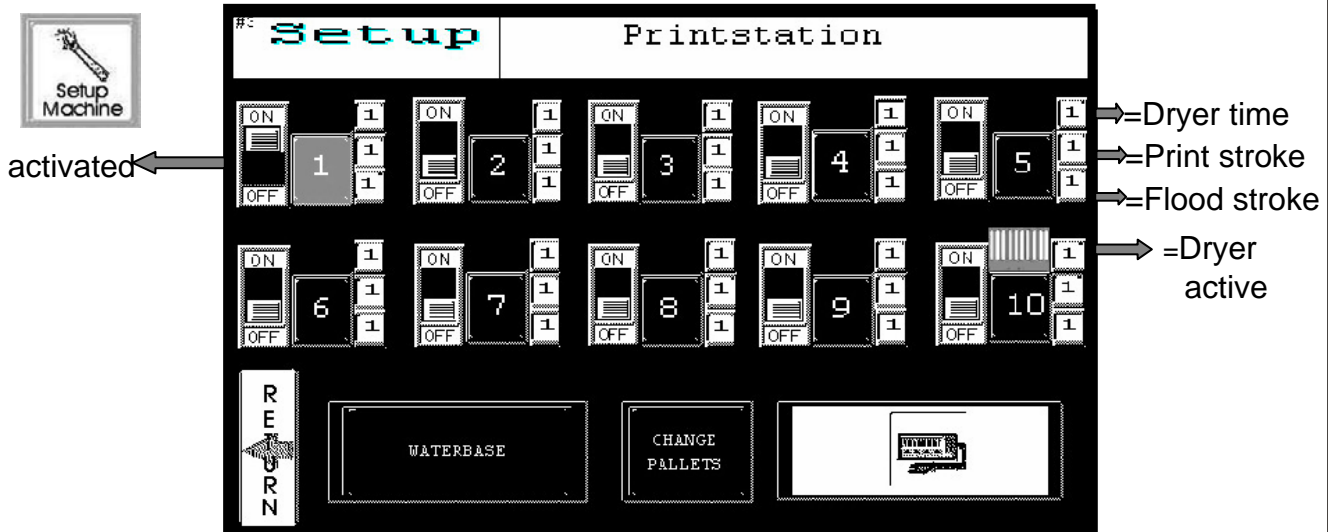 #3
Setup
Printstation
Setup
Machine
activated
ON
OFF
1
1
1
1
ON
OFF
2
1
1
1
ON
OFF
3
1
1
1
ON
OFF
4
1
1
1
ON
OFF
5
1
1
1
=Dryer time
=Print stroke
=Flood stroke
ON
OFF
6
1
1
1
ON
OFF
7
1
1
1
ON
OFF
8
1
1
1
ON
OFF
9
1
1
1
ON
OFF
10
1
1
1
=Dryer
active
RETURN
WATERBASE
CHANGE
PALLETS